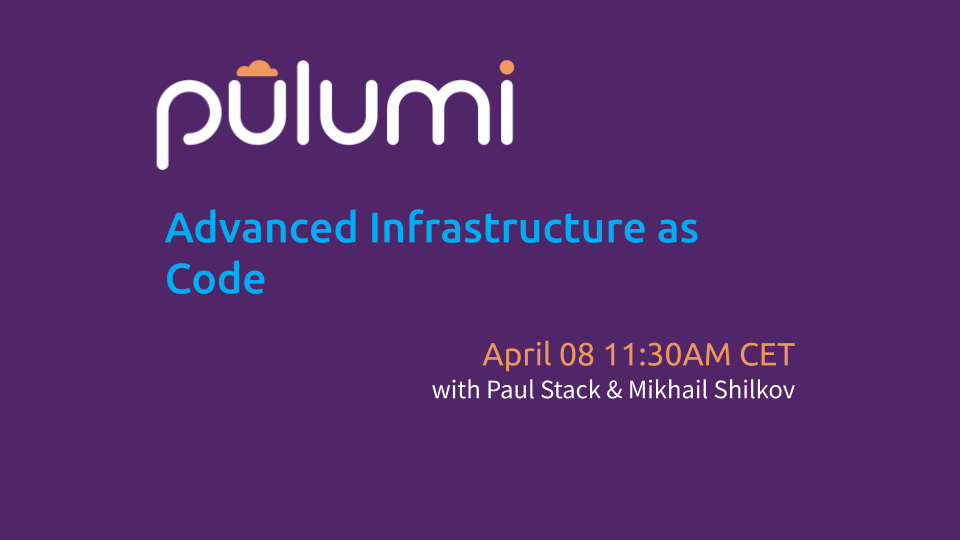 pulumi
Advanced Infrastructure as
Code
April 08 11:30AM CET
with Paul Stack & Mikhail Shilkov